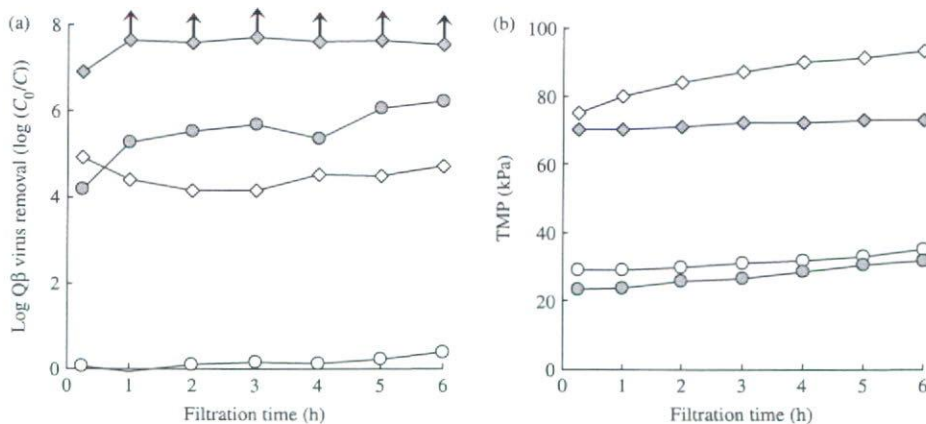 (a)
8
6
4
2
0
Log Qβ virus removal (log (C₀/C))
0 1 2 3 4 5 6
Filtration time (h)
(b)
100
80
60
40
20
0
TMP (kPa)
0 1 2 3 4 5 6
Filtration time (h)